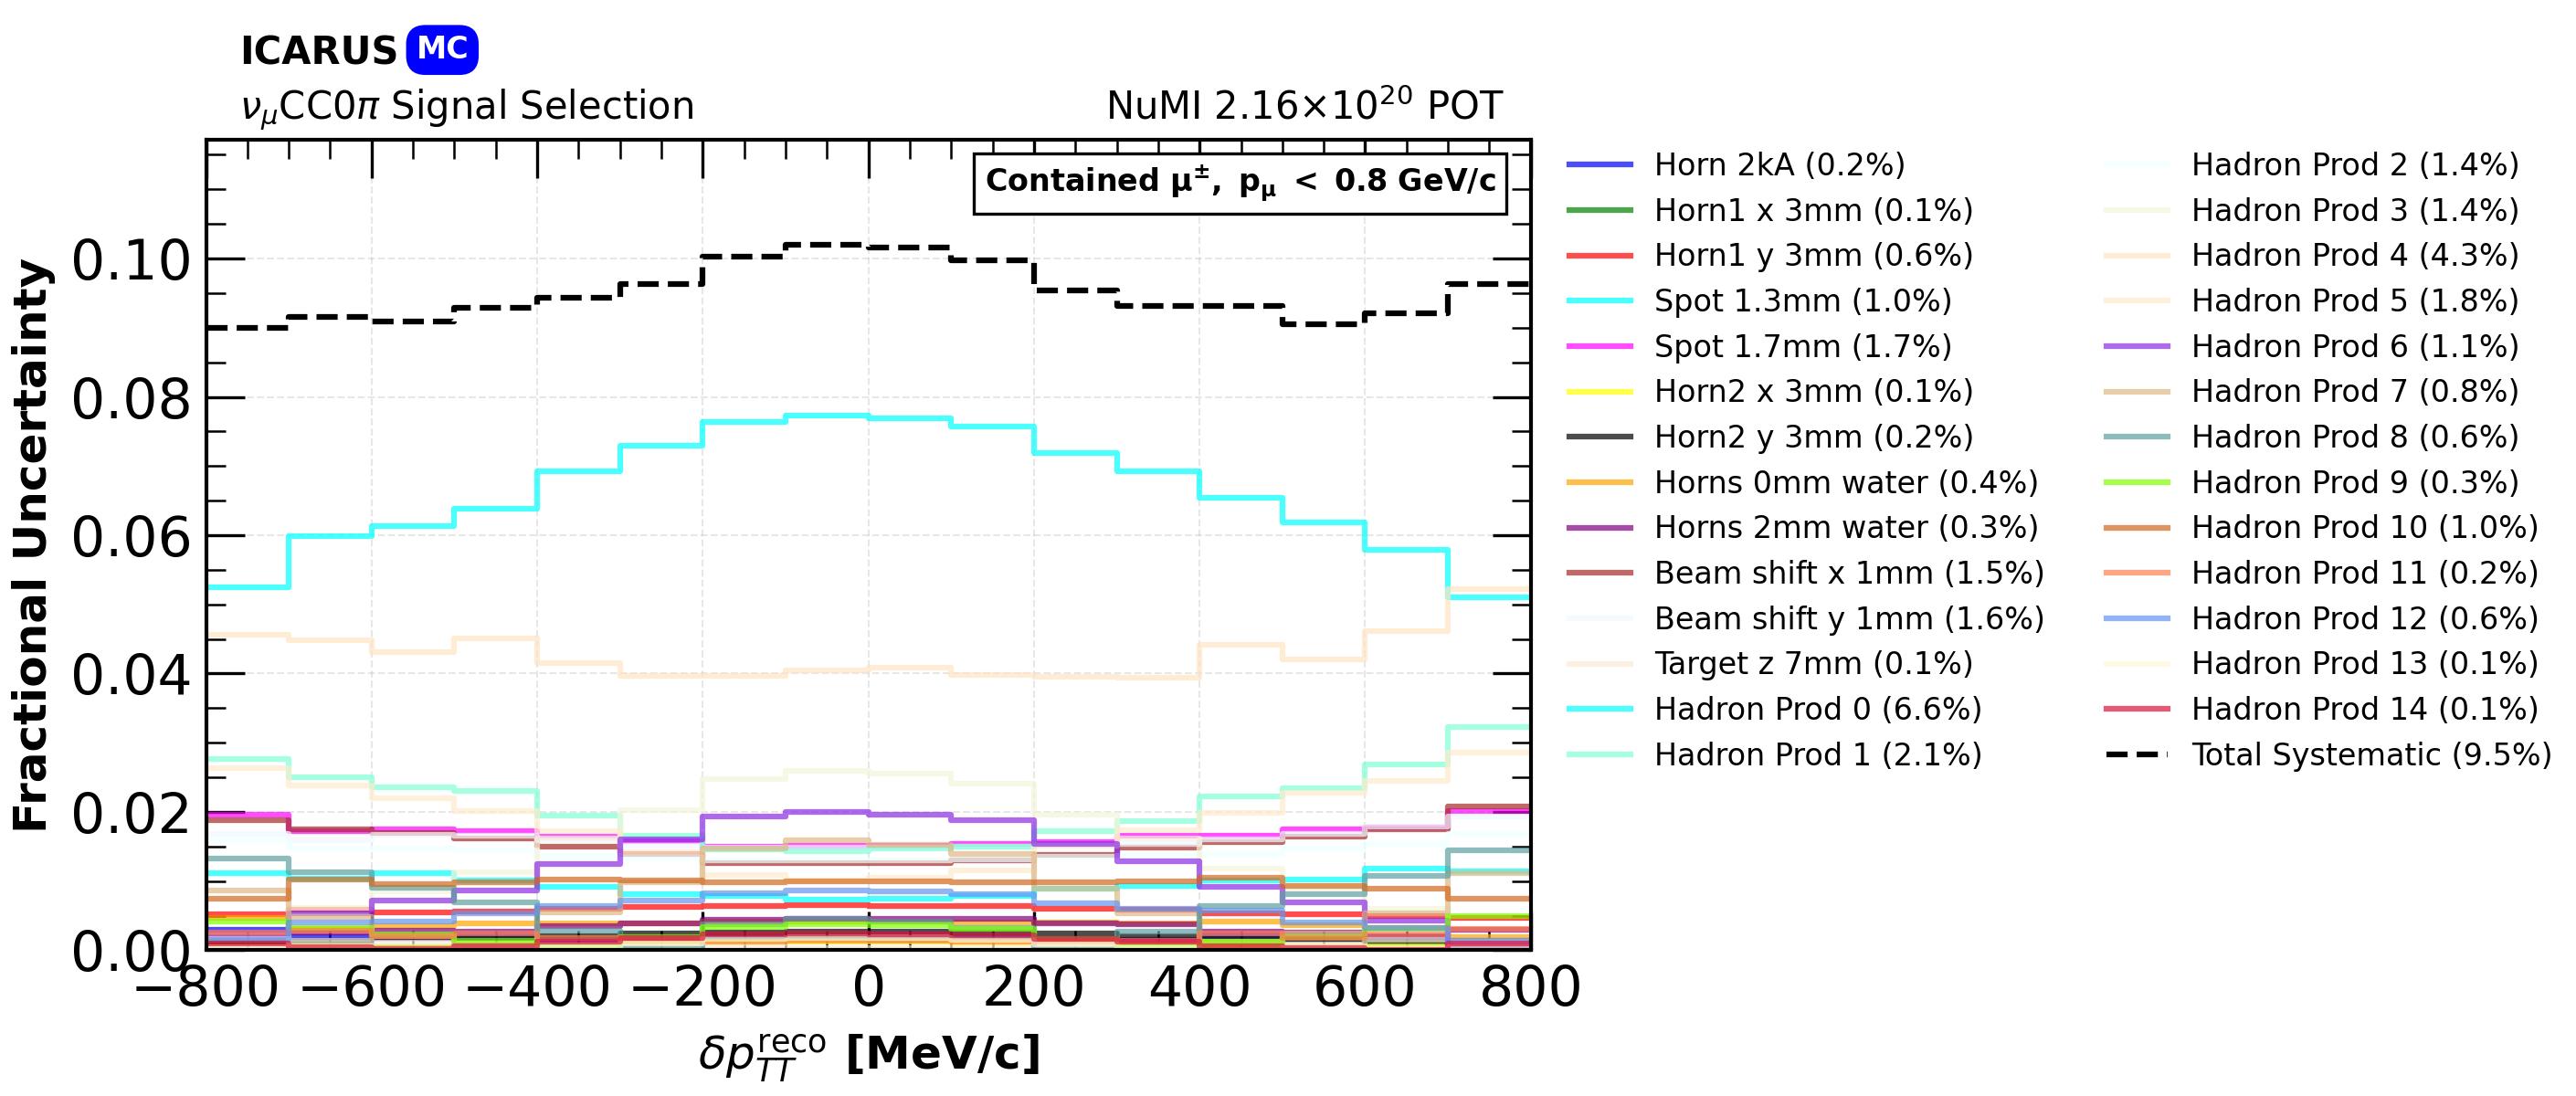 ICARUS MC
νμCC0π Signal Selection
NuMI 2.16×10²⁰ POT
Contained μ±, pμ < 0.8 GeV/c
Fractional Uncertainty
0.10
0.08
0.06
0.04
0.02
0.00
−800 −600 −400 −200 0 200 400 600 800
δp_TT^reco [MeV/c]
Horn 2kA (0.2%)
Horn1 x 3mm (0.1%)
Horn1 y 3mm (0.6%)
Spot 1.3mm (1.0%)
Spot 1.7mm (1.7%)
Horn2 x 3mm (0.1%)
Horn2 y 3mm (0.2%)
Horns 0mm water (0.4%)
Horns 2mm water (0.3%)
Beam shift x 1mm (1.5%)
Beam shift y 1mm (1.6%)
Target z 7mm (0.1%)
Hadron Prod 0 (6.6%)
Hadron Prod 1 (2.1%)
Hadron Prod 2 (1.4%)
Hadron Prod 3 (1.4%)
Hadron Prod 4 (4.3%)
Hadron Prod 5 (1.8%)
Hadron Prod 6 (1.1%)
Hadron Prod 7 (0.8%)
Hadron Prod 8 (0.6%)
Hadron Prod 9 (0.3%)
Hadron Prod 10 (1.0%)
Hadron Prod 11 (0.2%)
Hadron Prod 12 (0.6%)
Hadron Prod 13 (0.1%)
Hadron Prod 14 (0.1%)
Total Systematic (9.5%)